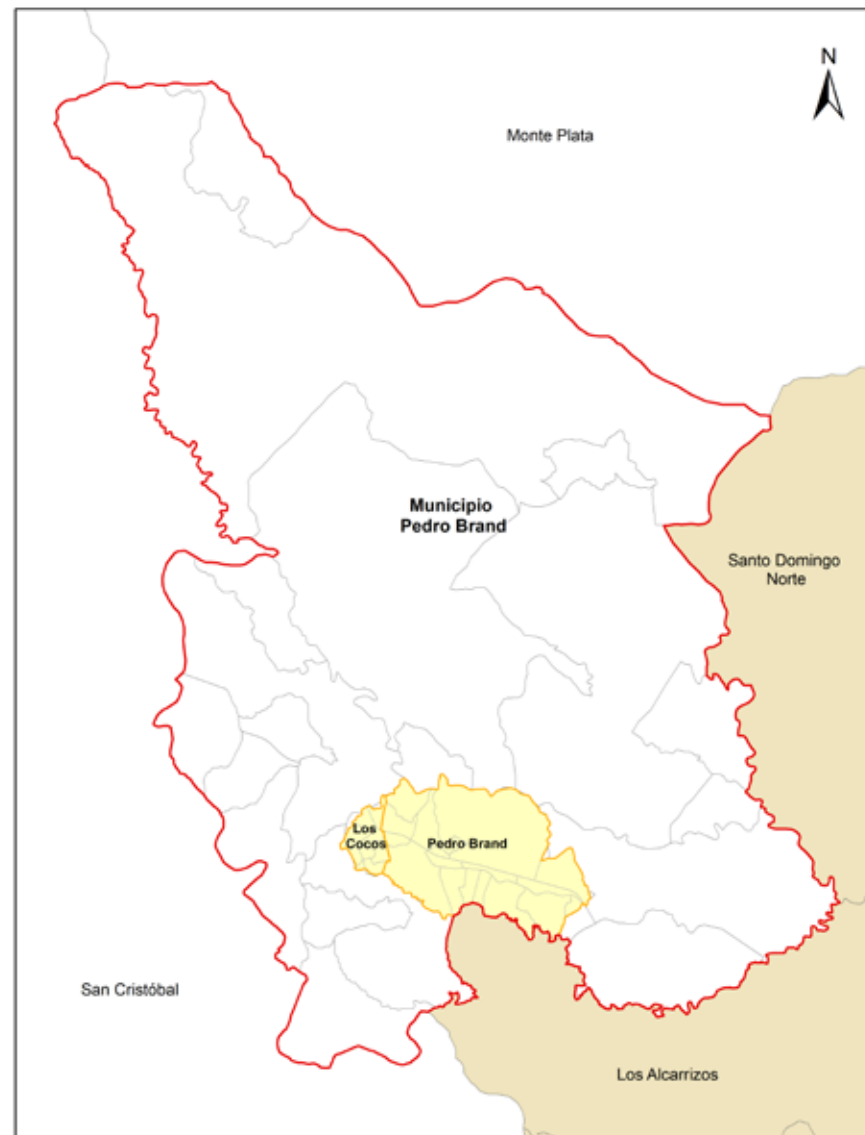 N
Monte Plata
Municipio
Pedro Brand
Santo Domingo
Norte
Los
Cocos
Pedro Brand
San Cristóbal
Los Alcarrizos